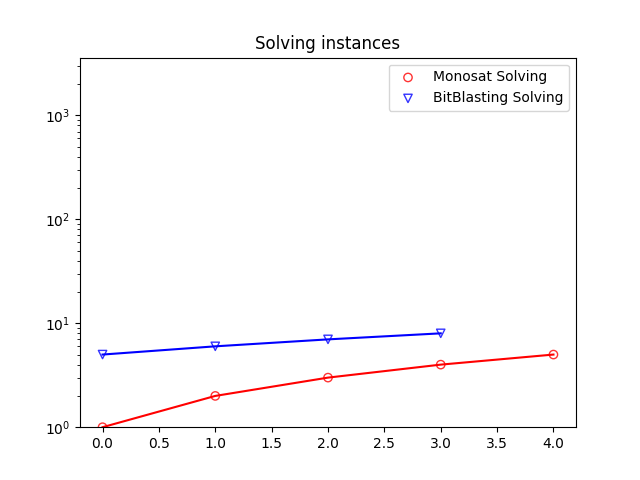 Solving instances
Monosat Solving
BitBlasting Solving
10³
10²
10¹
10⁰
0.0 0.5 1.0 1.5 2.0 2.5 3.0 3.5 4.0